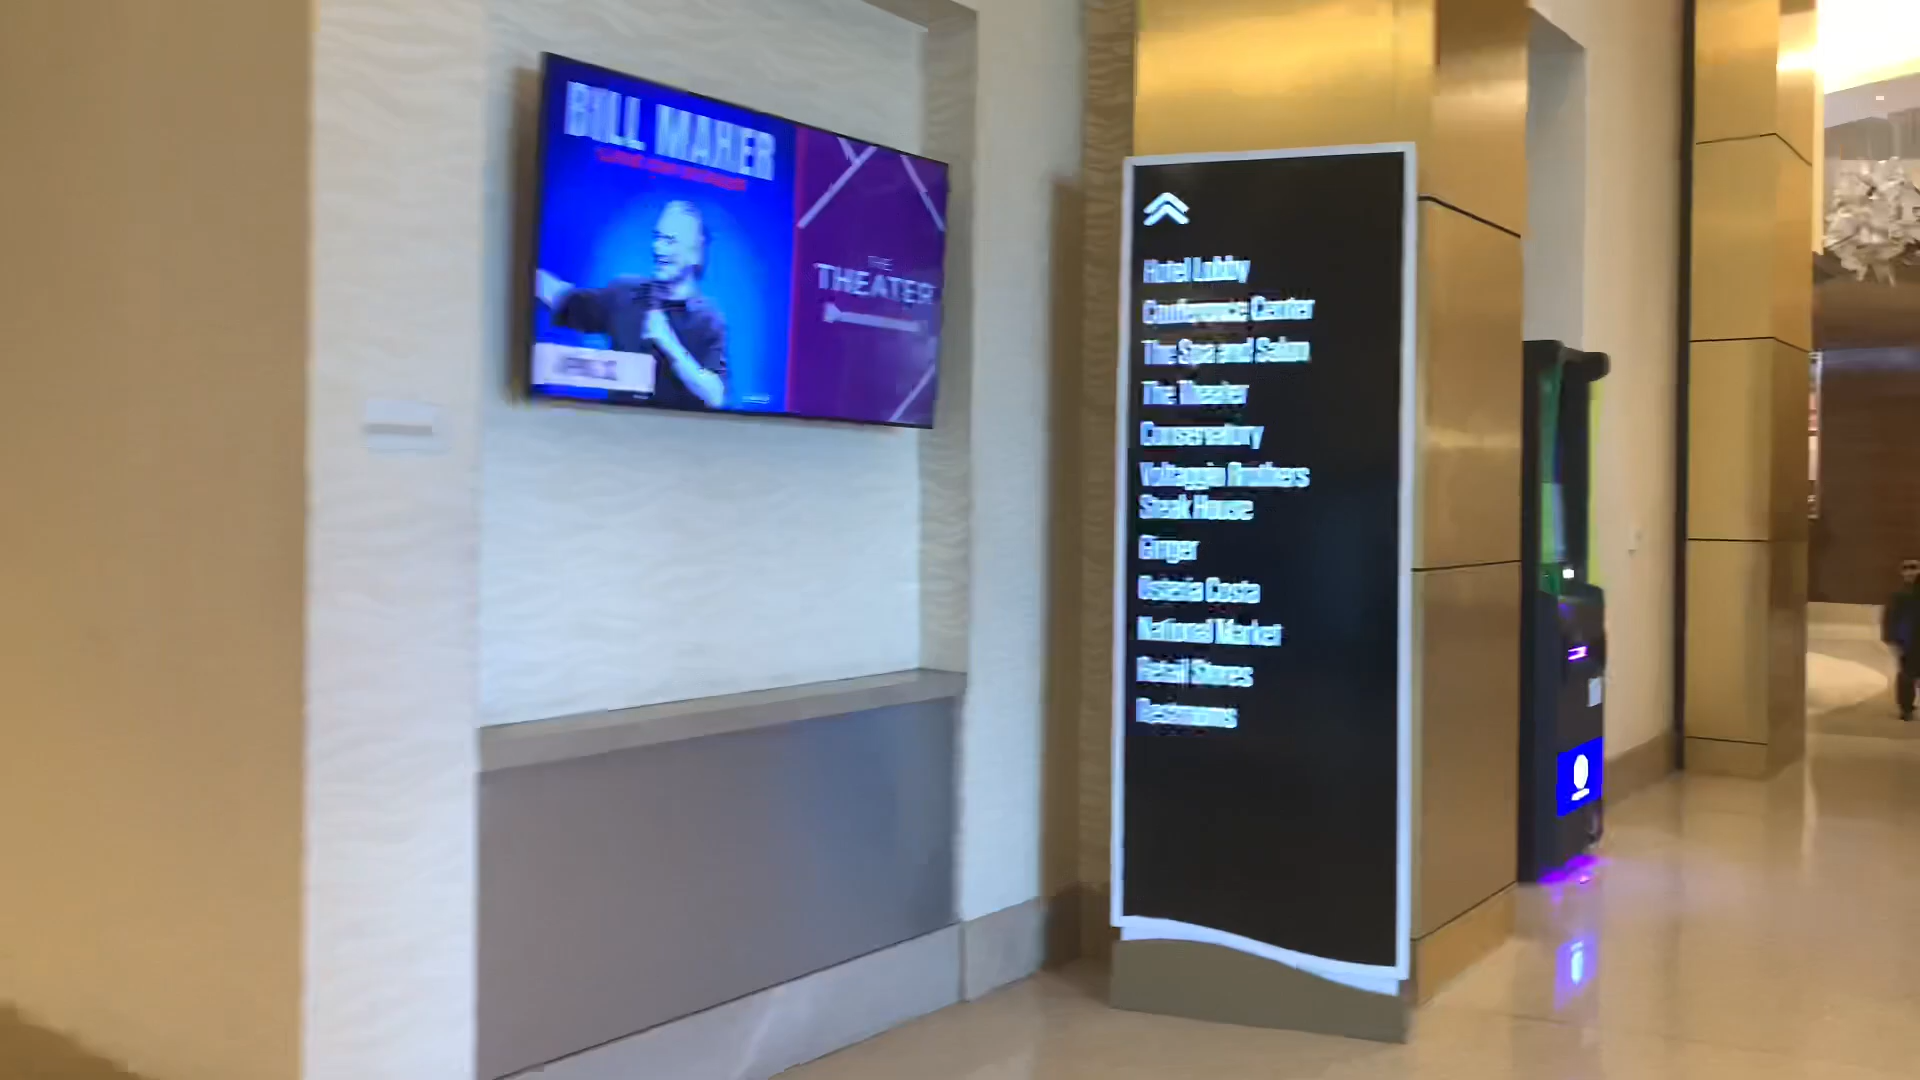 BILL MAHER
THE
THEATER
Hotel Lobby
Conference Center
The Spa and Salon
The Theater
Conservatory
Voltaggio Brothers
Steak House
Ginger
Osteria Costa
National Market
Retail Stores
Restrooms